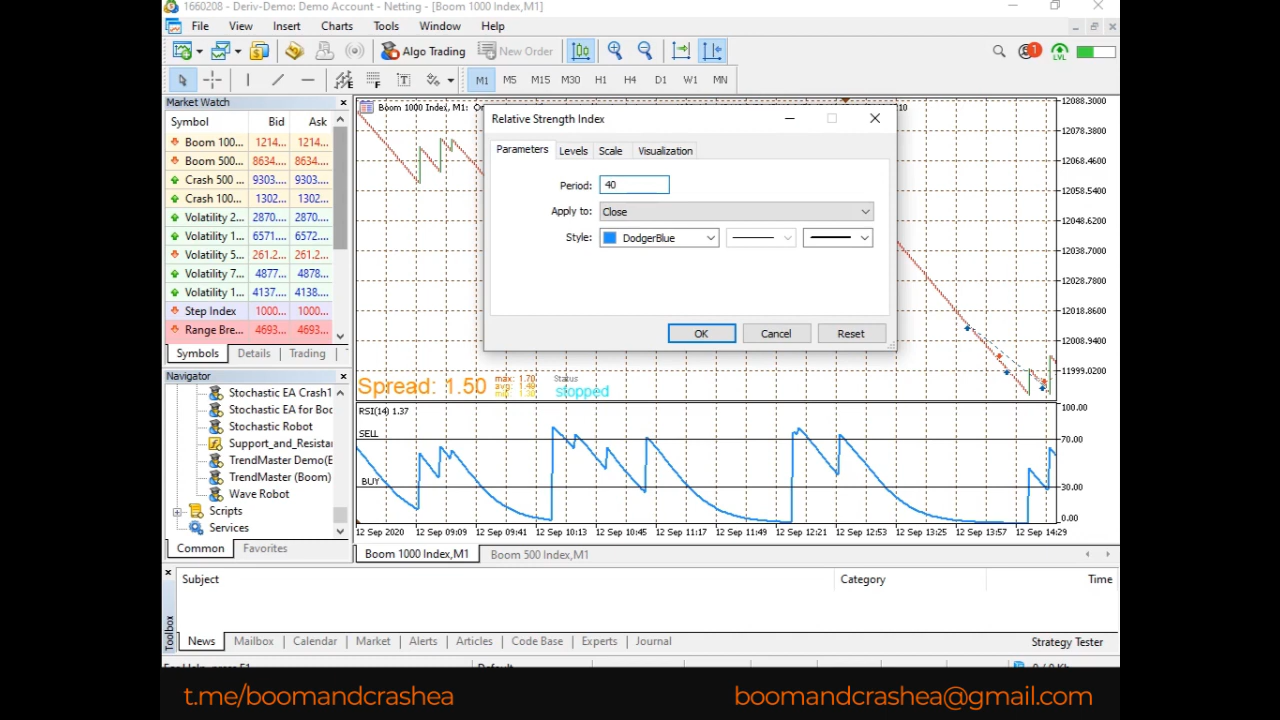 1660208 - Deriv-Demo: Demo Account - Netting - [Boom 1000 Index,M1]
File View Insert Charts Tools Window Help
Algo Trading New Order 1 LVL
T M1 M5 M15 M30 H1 H4 D1 W1 MN
Market Watch
Symbol Bid Ask
Boom 100... 1214... 1214...
Boom 500... 8634... 8634...
Crash 500 ... 9303... 9303...
Crash 100... 1302... 1302...
Volatility 2... 2870... 2870...
Volatility 1... 6571... 6572...
Volatility 5... 261.2... 261.2...
Volatility 7... 4877... 4878...
Volatility 1... 4137... 4138...
Step Index 1000... 1000...
Range Bre... 4693... 4693...
Symbols Details Trading
Navigator
Stochastic EA Crash1
Stochastic EA for Boo
Stochastic Robot
Support_and_Resistar
TrendMaster Demo(B
TrendMaster (Boom)
Wave Robot
Scripts
Services
Common Favorites
Boom 1000 Index, M1:
Relative Strength Index
Parameters Levels Scale Visualization
Period: 40
Apply to: Close
Style: DodgerBlue
OK Cancel Reset
12088.3000
12078.3800
12068.4600
12058.5400
12048.6200
12038.7000
12028.7800
12018.8600
12008.9400
11999.0200
Spread: 1.50
max: 1.70
Status
stopped
RSI(14) 1.37
SELL
BUY
100.00
70.00
30.00
0.00
12 Sep 2020 12 Sep 09:09 12 Sep 09:41 12 Sep 10:13 12 Sep 10:45 12 Sep 11:17 12 Sep 11:49 12 Sep 12:21 12 Sep 12:53 12 Sep 13:25 12 Sep 13:57 12 Sep 14:29
Boom 1000 Index,M1 Boom 500 Index,M1
Subject Category Time
Toolbox
News Mailbox Calendar Market Alerts Articles Code Base Experts Journal Strategy Tester
t.me/boomandcrashea boomandcrashea@gmail.com